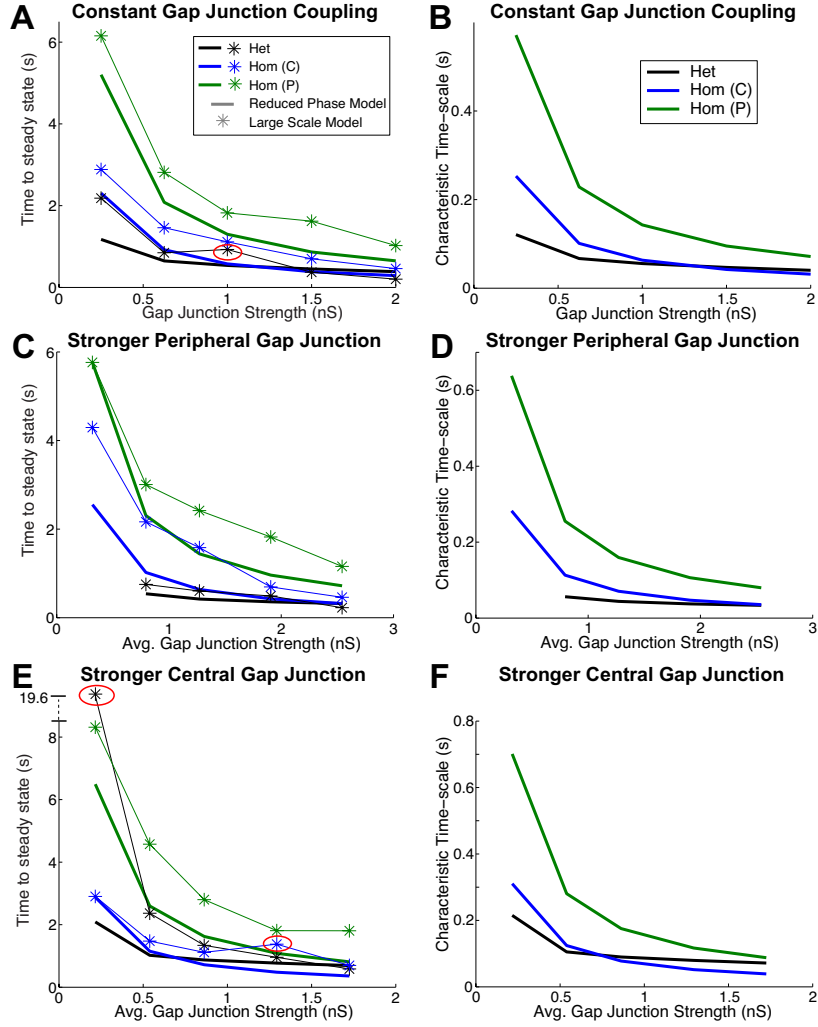 A
Constant Gap Junction Coupling
Time to steady state (s)
6
4
2
0
0
0.5
1
1.5
2
Gap Junction Strength (nS)
Het
Hom (C)
Hom (P)
Reduced Phase Model
Large Scale Model
B
Constant Gap Junction Coupling
Characteristic Time-scale (s)
0.4
0.2
0
0
0.5
1
1.5
2
Gap Junction Strength (nS)
Het
Hom (C)
Hom (P)
C
Stronger Peripheral Gap Junction
Time to steady state (s)
6
4
2
0
0
1
2
3
Avg. Gap Junction Strength (nS)
D
Stronger Peripheral Gap Junction
Characteristic Time-scale (s)
0.6
0.4
0.2
0
0
1
2
3
Avg. Gap Junction Strength (nS)
E
Stronger Central Gap Junction
Time to steady state (s)
19.6
8
6
4
2
0
0
0.5
1
1.5
2
Avg. Gap Junction Strength (nS)
F
Stronger Central Gap Junction
Characteristic Time-scale (s)
0.8
0.6
0.4
0.2
0
0
0.5
1
1.5
2
Avg. Gap Junction Strength (nS)